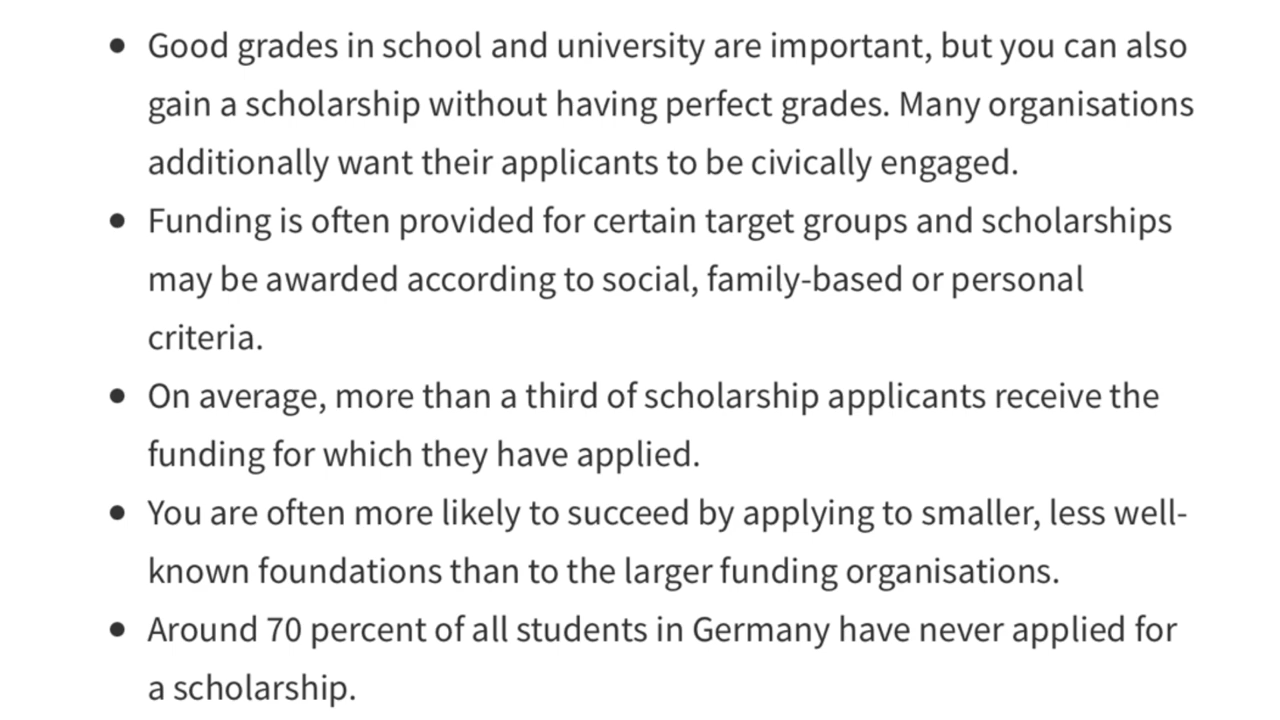 • Good grades in school and university are important, but you can also
gain a scholarship without having perfect grades. Many organisations
additionally want their applicants to be civically engaged.
• Funding is often provided for certain target groups and scholarships
may be awarded according to social, family-based or personal
criteria.
• On average, more than a third of scholarship applicants receive the
funding for which they have applied.
• You are often more likely to succeed by applying to smaller, less well-
known foundations than to the larger funding organisations.
• Around 70 percent of all students in Germany have never applied for
a scholarship.